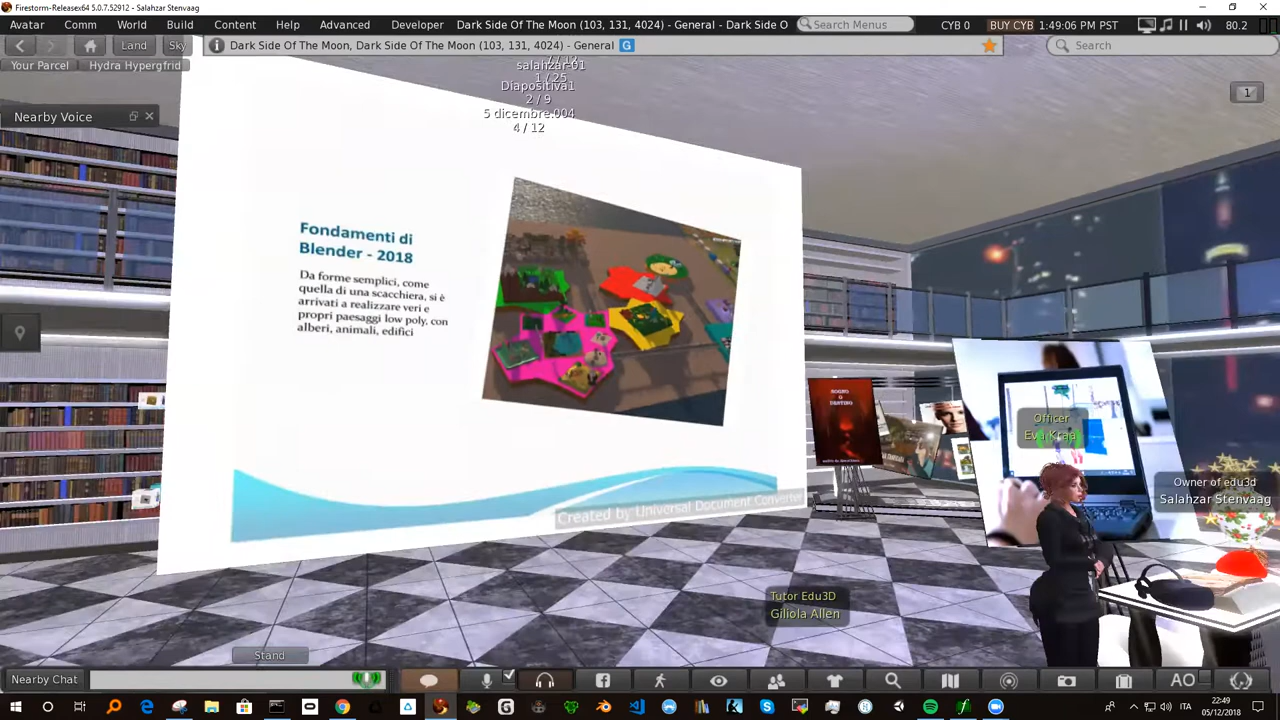 Firestorm-Releasex64 5.0.7.52912 - Salahzar Stenvaag
Avatar Comm World Build Content Help Advanced Developer Dark Side Of The Moon (103, 131, 4024) - General - Dark Side O Search Menus CYB 0 BUY CYB 1:49:06 PM PST 80.2
Land Sky Dark Side Of The Moon, Dark Side Of The Moon (103, 131, 4024) - General G Search
Your Parcel Hydra Hypergrid
salahzar-01
1 / 25
Diapositiva1
2 / 9
5 dicembre.004
4 / 12
1
Nearby Voice
Fondamenti di
Blender - 2018
Da forme semplici, come
quella di una scacchiera, si è
arrivati a realizzare veri e
propri paesaggi low poly, con
alberi, animali, edifici
Created by Universal Document Converter
SOGNO
O
DESTINO
Officer
Eva Kraai
Owner of edu3d
Salahzar Stenvaag
Tutor Edu3D
Giliola Allen
Stand
Nearby Chat
AO
ITA
22:49
05/12/2018